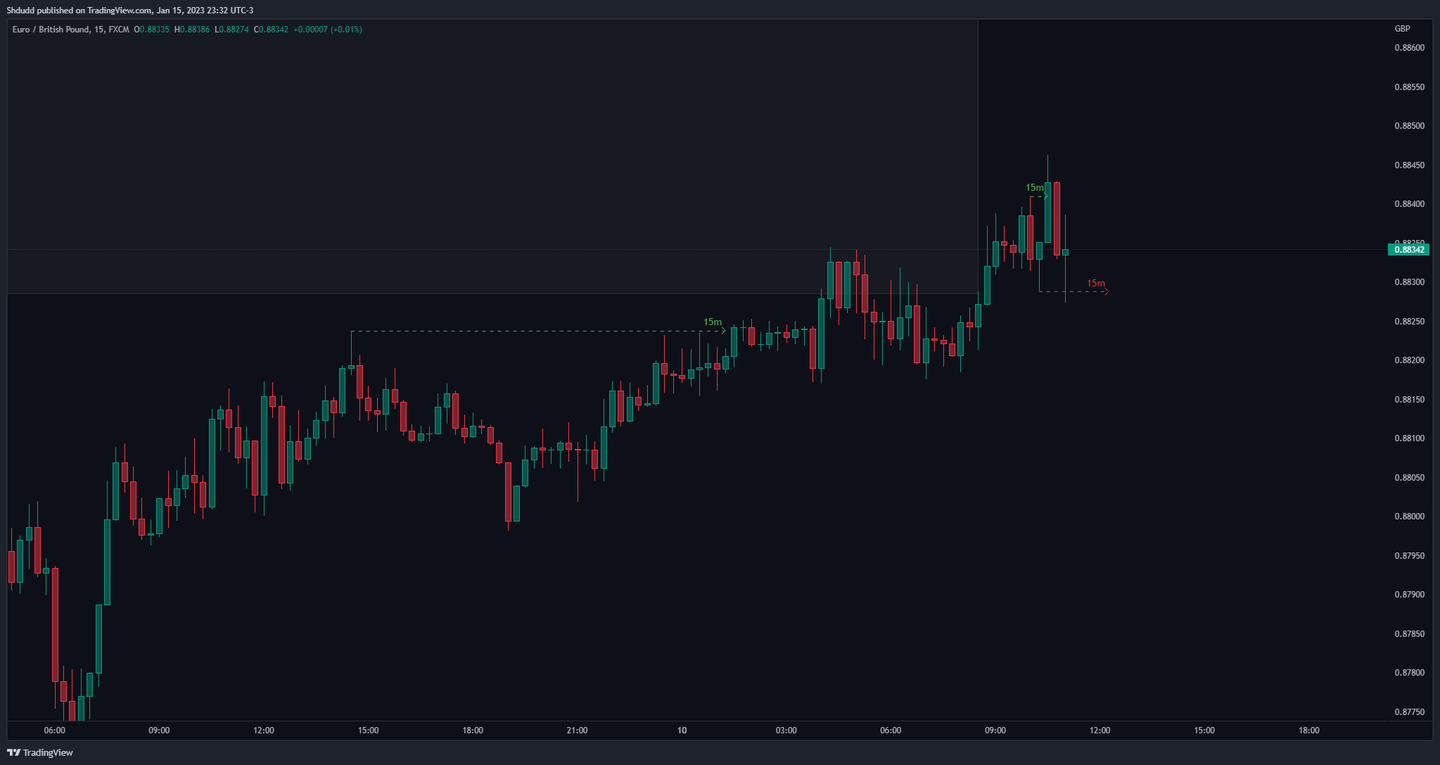 Shdudd published on TradingView.com, Jan 15, 2023 23:32 UTC-3
Euro / British Pound, 15, FXCM O0.88335 H0.88386 L0.88274 C0.88342 +0.00007 (+0.01%)
GBP
0.88600
0.88550
0.88500
0.88450
15m
0.88400
0.88350
0.88342
15m
0.88300
15m
0.88250
0.88200
0.88150
0.88100
0.88050
0.88000
0.87950
0.87900
0.87850
0.87800
0.87750
06:00 09:00 12:00 15:00 18:00 21:00 10 03:00 06:00 09:00 12:00 15:00 18:00
TradingView